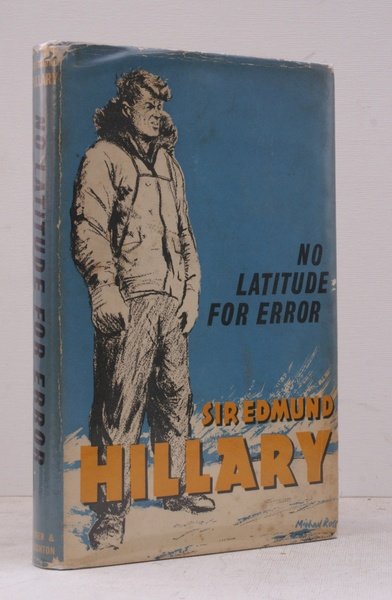 HILLARY
NO LATITUDE FOR ERROR
NO
LATITUDE
FOR ERROR
SIR EDMUND
HILLARY